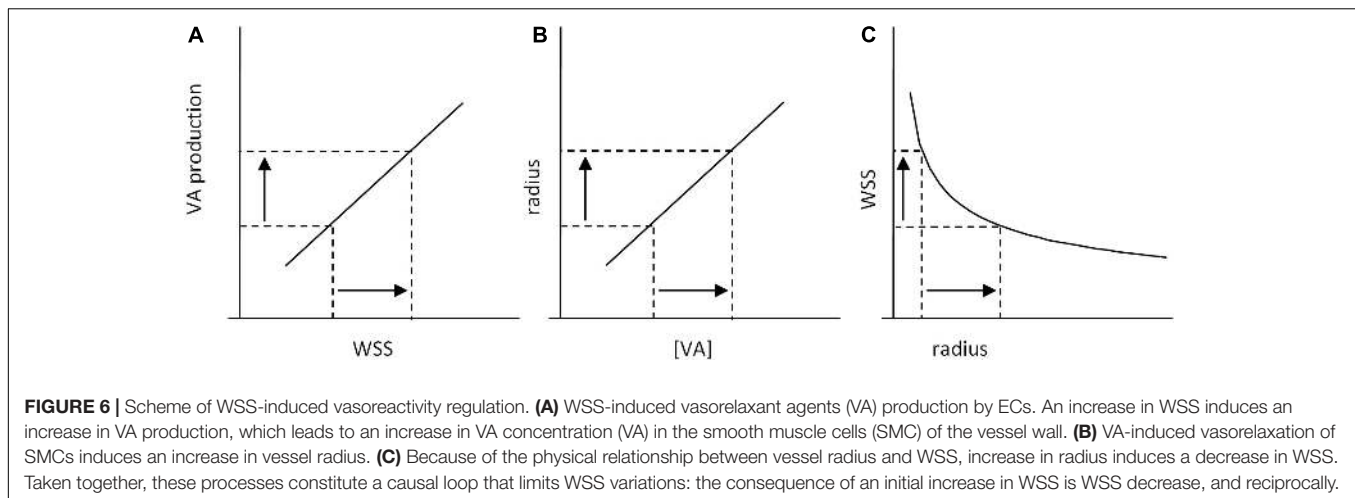 A
B
C
VA production
WSS
radius
[VA]
WSS
radius
FIGURE 6 | Scheme of WSS-induced vasoreactivity regulation. (A) WSS-induced vasorelaxant agents (VA) production by ECs. An increase in WSS induces an
increase in VA production, which leads to an increase in VA concentration (VA) in the smooth muscle cells (SMC) of the vessel wall. (B) VA-induced vasorelaxation of
SMCs induces an increase in vessel radius. (C) Because of the physical relationship between vessel radius and WSS, increase in radius induces a decrease in WSS.
Taken together, these processes constitute a causal loop that limits WSS variations: the consequence of an initial increase in WSS is WSS decrease, and reciprocally.